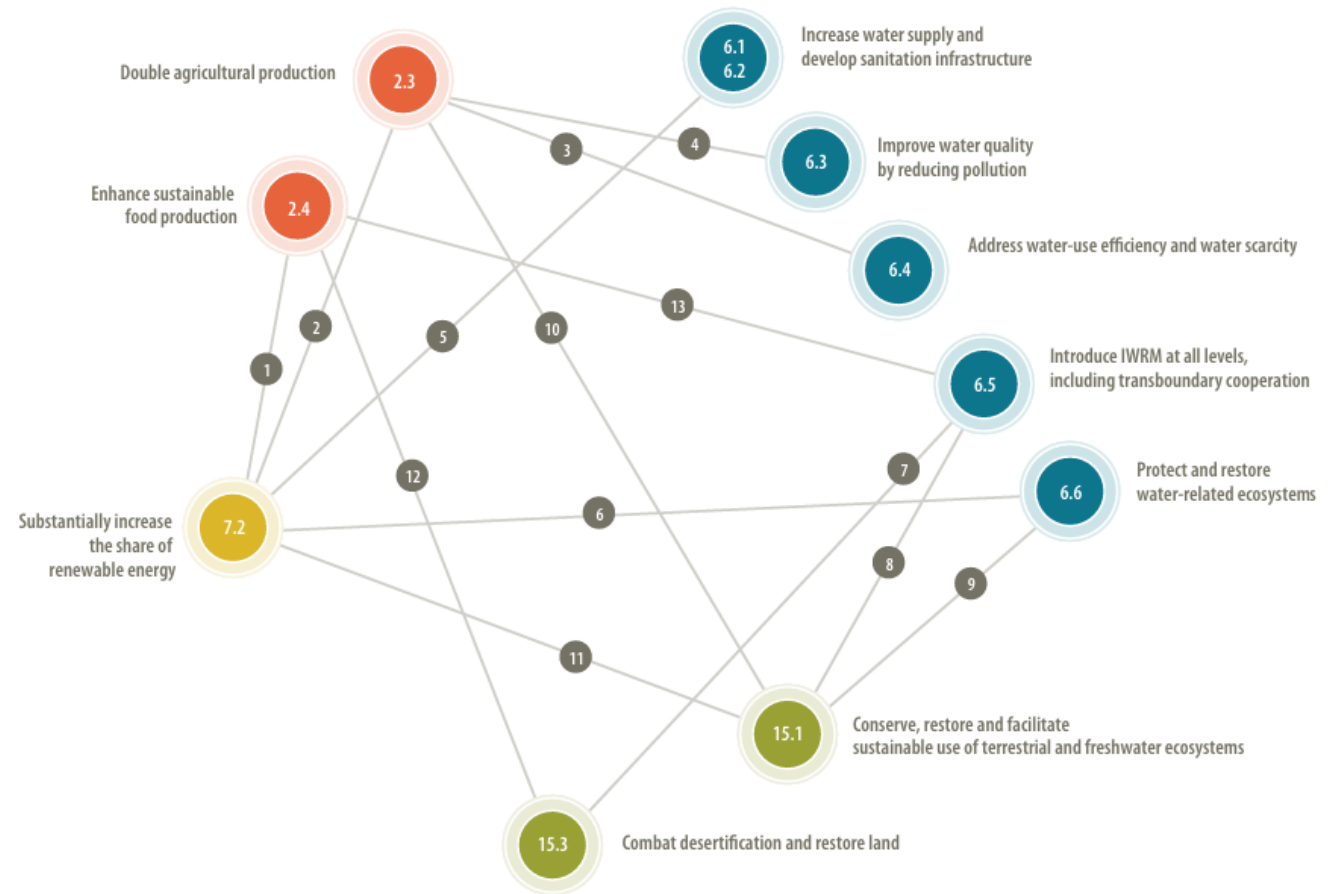 6.1
6.2
Increase water supply and
develop sanitation infrastructure
Double agricultural production
2.3
3
4
6.3
Improve water quality
by reducing pollution
Enhance sustainable
food production
2.4
6.4
Address water-use efficiency and water scarcity
13
1
2
5
10
6.5
Introduce IWRM at all levels,
including transboundary cooperation
12
7
6.6
Protect and restore
water-related ecosystems
Substantially increase
the share of
renewable energy
7.2
6
8
9
11
15.1
Conserve, restore and facilitate
sustainable use of terrestrial and freshwater ecosystems
15.3
Combat desertification and restore land